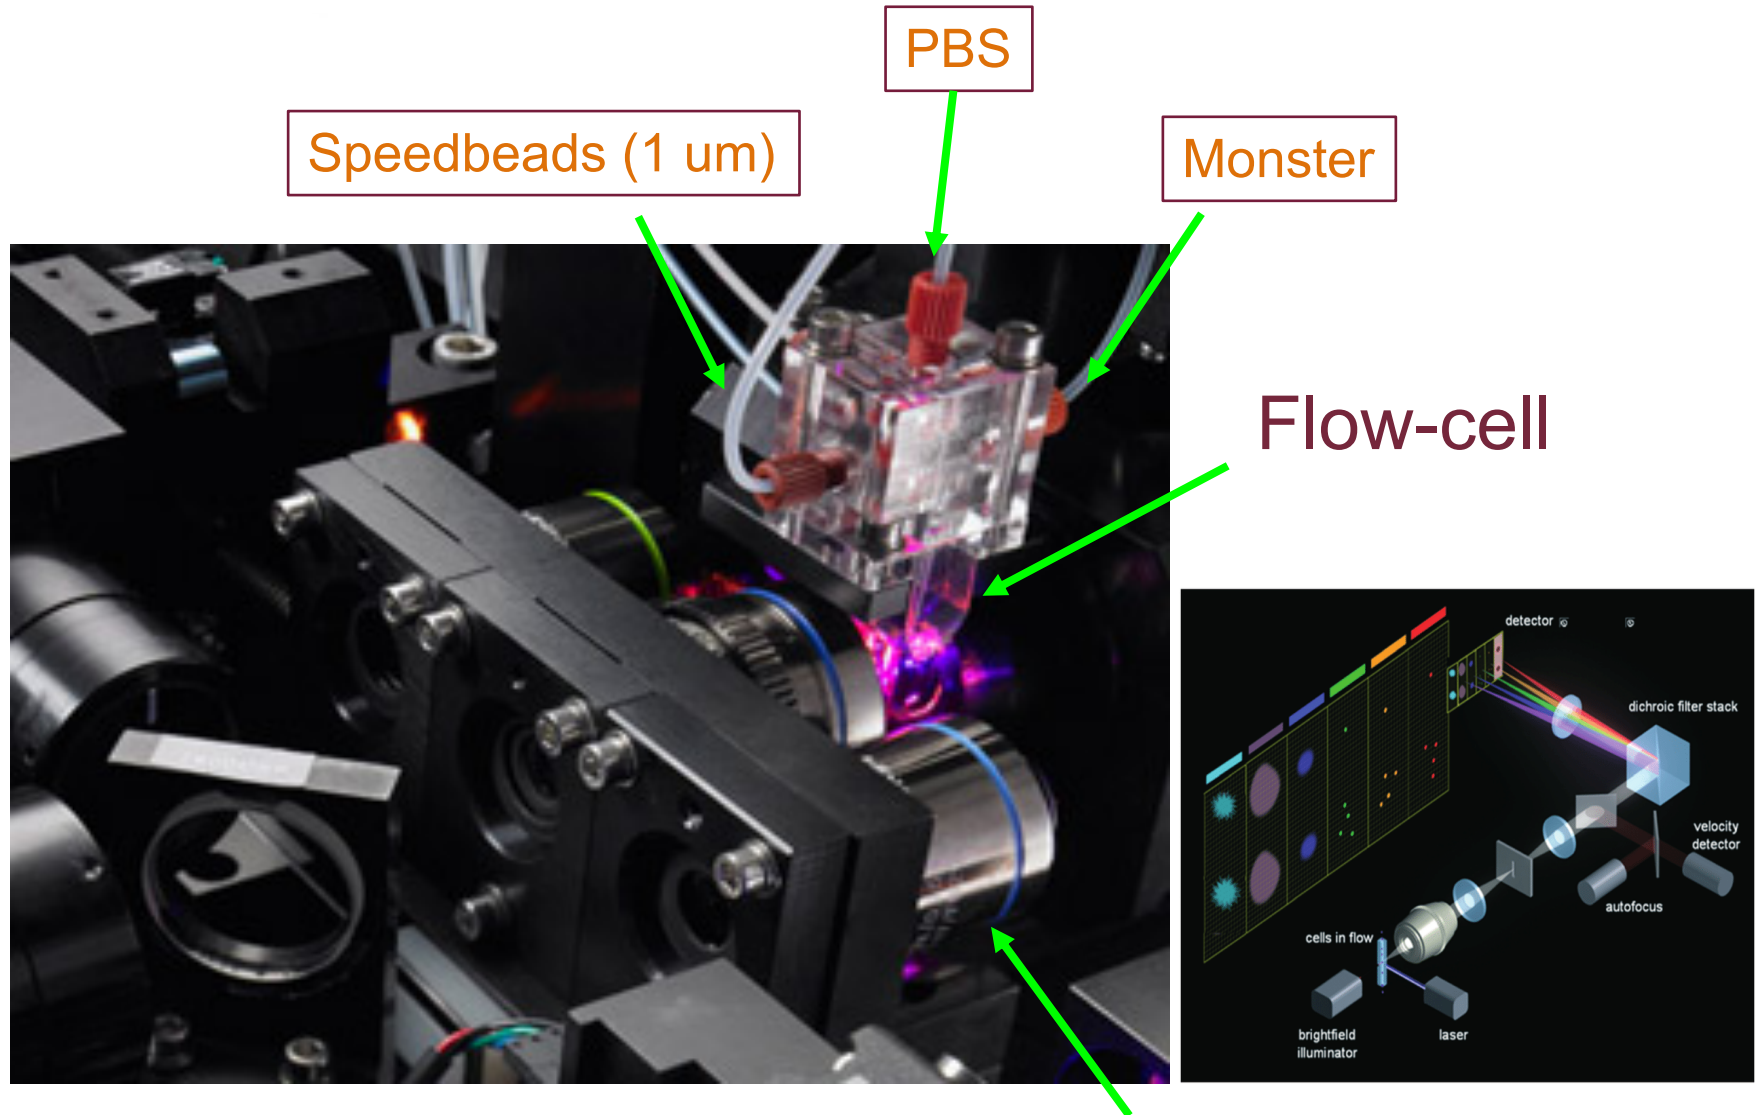 PBS
Speedbeads (1 um)
Monster
Flow-cell
detector
dichroic filter stack
velocity
detector
autofocus
cells in flow
brightfield
illuminator
laser